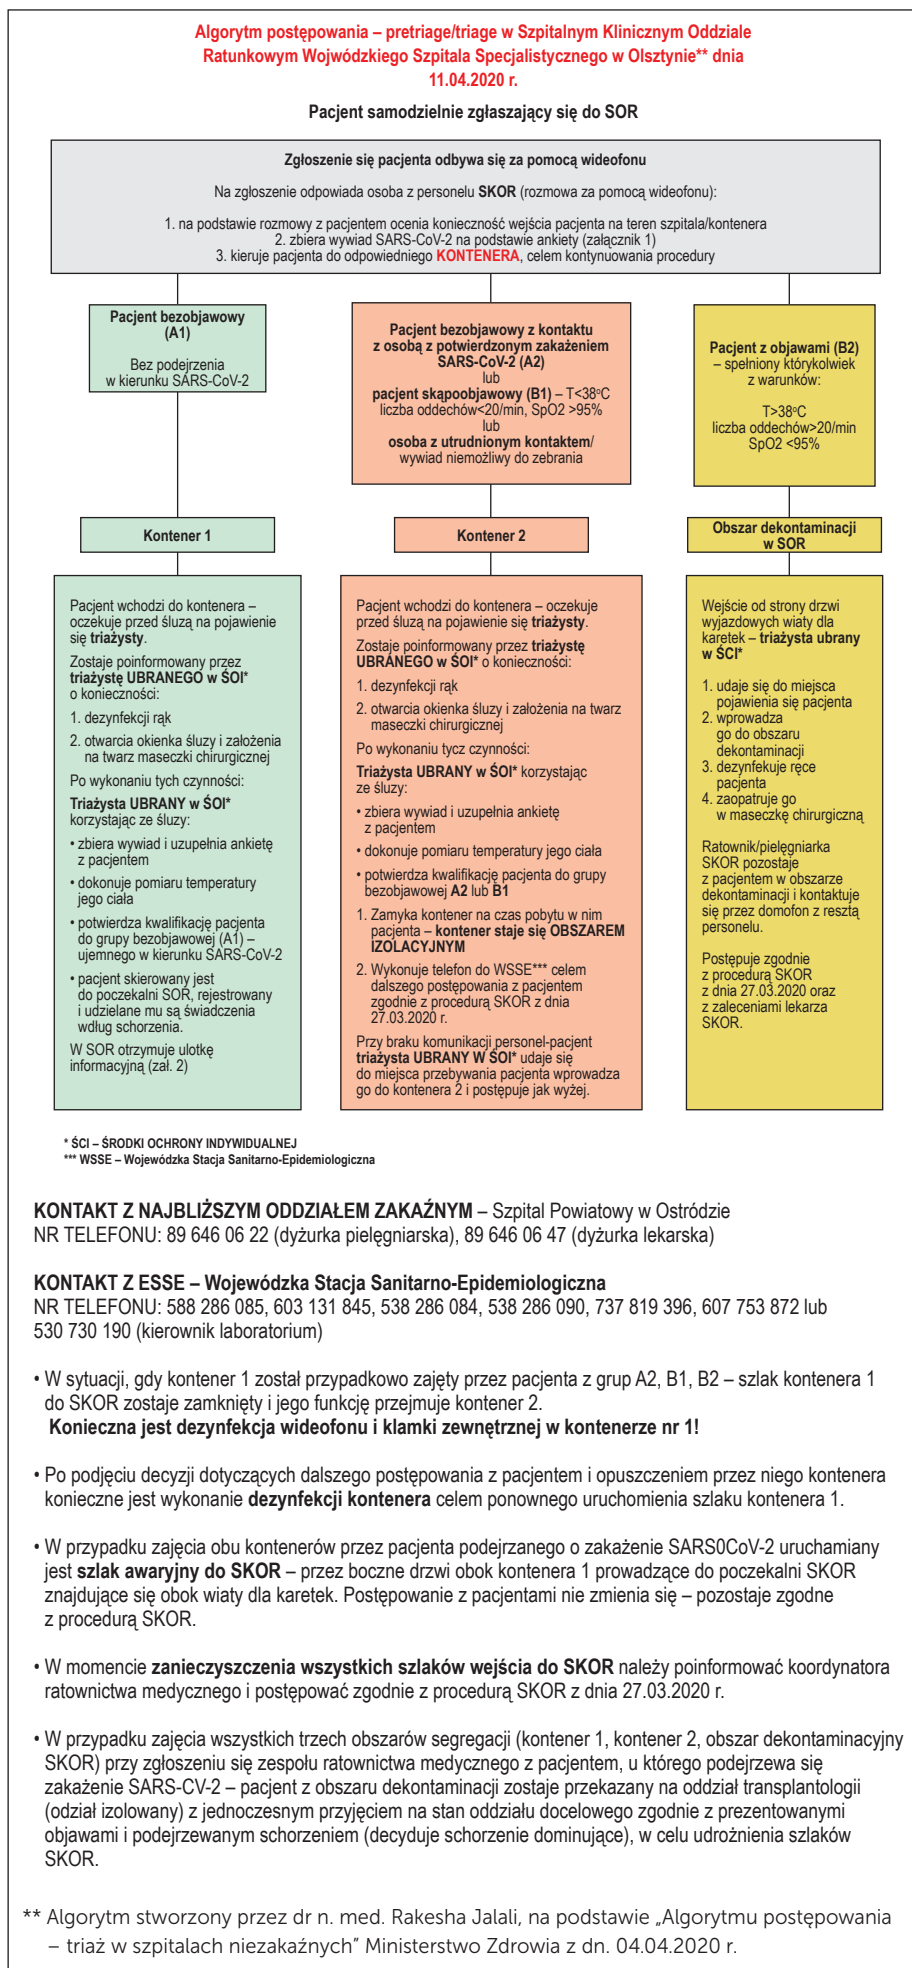 Algorytm postępowania – pretriage/triage w Szpitalnym Klinicznym Oddziale
Ratunkowym Wojwódzkiego Szpitala Specjalistycznego w Olsztynie** dnia
11.04.2020 r.
Pacjent samodzielnie zgłaszający się do SOR
Zgłoszenie się pacjenta odbywa się za pomocą wideofonu
Na zgłoszenie odpowiada osoba z personelu SKOR (rozmowa za pomocą wideofonu):
1. na podstawie rozmowy z pacjentem ocenia konieczność wejścia pacjenta na teren szpitala/kontenera
2. zbiera wywiad SARS-CoV-2 na podstawie ankiety (załącznik 1)
3. kieruje pacjenta do odpowiedniego KONTENERA, celem kontynuowania procedury
Pacjent bezobjawowy
(A1)
Bez podejrzenia
w kierunku SARS-CoV-2
Pacjent bezobjawowy z kontaktu
z osobą z potwierdzonym zakażeniem
SARS-CoV-2 (A2)
lub
pacjent skąpoobjawowy (B1) – T<38°C
liczba oddechów<20/min, SpO2 >95%
lub
osoba z utrudnionym kontaktem/
wywiad niemożliwy do zebrania
Pacjent z objawami (B2)
– spełniony którykolwiek
z warunków:
T>38°C
liczba oddechów>20/min
SpO2 <95%
Kontener 1
Kontener 2
Obszar dekontaminacji
w SOR
Pacjent wchodzi do kontenera –
oczekuje przed śluzą na pojawienie
się triażysty.
Zostaje poinformowany przez
triażystę UBRANEGO w ŚOI*
o konieczności:
1. dezynfekcji rąk
2. otwarcia okienka śluzy i założenia
na twarz maseczki chirurgicznej
Po wykonaniu tych czynności:
Triażysta UBRANY w ŚOI*
korzystając ze śluzy:
• zbiera wywiad i uzupełnia ankietę
z pacjentem
• dokonuje pomiaru temperatury
jego ciała
• potwierdza kwalifikację pacjenta
do grupy bezobjawowej (A1) –
ujemnego w kierunku SARS-CoV-2
• pacjent skierowany jest
do poczekalni SOR, rejestrowany
i udzielane mu są świadczenia
według schorzenia.
W SOR otrzymuje ulotkę
informacyjną (zał. 2)
Pacjent wchodzi do kontenera – oczekuje
przed śluzą na pojawienie się triażysty.
Zostaje poinformowany przez triażystę
UBRANEGO w ŚOI* o konieczności:
1. dezynfekcji rąk
2. otwarcia okienka śluzy i założenia na twarz
maseczki chirurgicznej
Po wykonaniu tycz czynności:
Triażysta UBRANY w ŚOI* korzystając
ze śluzy:
• zbiera wywiad i uzupełnia ankietę
z pacjentem
• dokonuje pomiaru temperatury jego ciała
• potwierdza kwalifikację pacjenta do grupy
bezobjawowej A2 lub B1
1. Zamyka kontener na czas pobytu w nim
pacjenta – kontener staje się OBSZAREM
IZOLACYJNYM
2. Wykonuje telefon do WSSE*** celem
dalszego postępowania z pacjentem
zgodnie z procedurą SKOR z dnia
27.03.2020 r.
Przy braku komunikacji personel-pacjent
triażysta UBRANY W ŚOI* udaje się
do miejsca przebywania pacjenta wprowadza
go do kontenera 2 i postępuje jak wyżej.
Wejście od strony drzwi
wyjazdowych wiaty dla
karetek – triażysta ubrany
w ŚCI*
1. udaje się do miejsca
pojawienia się pacjenta
2. wprowadza
go do obszaru
dekontaminacji
3. dezynfekuje ręce
pacjenta
4. zaopatruje go
w maseczkę chirurgiczną
Ratownik/pielęgniarka
SKOR pozostaje
z pacjentem w obszarze
dekontaminacji i kontaktuje
się przez domofon z resztą
personelu.
Postępuje zgodnie
z procedurą SKOR
z dnia 27.03.2020 oraz
z zaleceniami lekarza
SKOR.
* ŚCI – ŚRODKI OCHRONY INDYWIDUALNEJ
*** WSSE – Wojewódzka Stacja Sanitarno-Epidemiologiczna
KONTAKT Z NAJBLIŻSZYM ODDZIAŁEM ZAKAŹNYM – Szpital Powiatowy w Ostródzie
NR TELEFONU: 89 646 06 22 (dyżurka pielęgniarska), 89 646 06 47 (dyżurka lekarska)
KONTAKT Z ESSE – Wojewódzka Stacja Sanitarno-Epidemiologiczna
NR TELEFONU: 588 286 085, 603 131 845, 538 286 084, 538 286 090, 737 819 396, 607 753 872 lub
530 730 190 (kierownik laboratorium)
• W sytuacji, gdy kontener 1 został przypadkowo zajęty przez pacjenta z grup A2, B1, B2 – szlak kontenera 1
do SKOR zostaje zamknięty i jego funkcję przejmuje kontener 2.
Konieczna jest dezynfekcja wideofonu i klamki zewnętrznej w kontenerze nr 1!
• Po podjęciu decyzji dotyczących dalszego postępowania z pacjentem i opuszczeniem przez niego kontenera
konieczne jest wykonanie dezynfekcji kontenera celem ponownego uruchomienia szlaku kontenera 1.
• W przypadku zajęcia obu kontenerów przez pacjenta podejrzanego o zakażenie SARS0CoV-2 uruchamiany
jest szlak awaryjny do SKOR – przez boczne drzwi obok kontenera 1 prowadzące do poczekalni SKOR
znajdujące się obok wiaty dla karetek. Postępowanie z pacjentami nie zmienia się – pozostaje zgodne
z procedurą SKOR.
• W momencie zanieczyszczenia wszystkich szlaków wejścia do SKOR należy poinformować koordynatora
ratownictwa medycznego i postępować zgodnie z procedurą SKOR z dnia 27.03.2020 r.
• W przypadku zajęcia wszystkich trzech obszarów segregacji (kontener 1, kontener 2, obszar dekontaminacyjny
SKOR) przy zgłoszeniu się zespołu ratownictwa medycznego z pacjentem, u którego podejrzewa się
zakażenie SARS-CV-2 – pacjent z obszaru dekontaminacji zostaje przekazany na oddział transplantologii
(odział izolowany) z jednoczesnym przyjęciem na stan oddziału docelowego zgodnie z prezentowanymi
objawami i podejrzewanym schorzeniem (decyduje schorzenie dominujące), w celu udrożnienia szlaków
SKOR.
** Algorytm stworzony przez dr n. med. Rakesha Jalali, na podstawie „Algorytmu postępowania
– triaż w szpitalach niezakaźnych” Ministerstwo Zdrowia z dn. 04.04.2020 r.